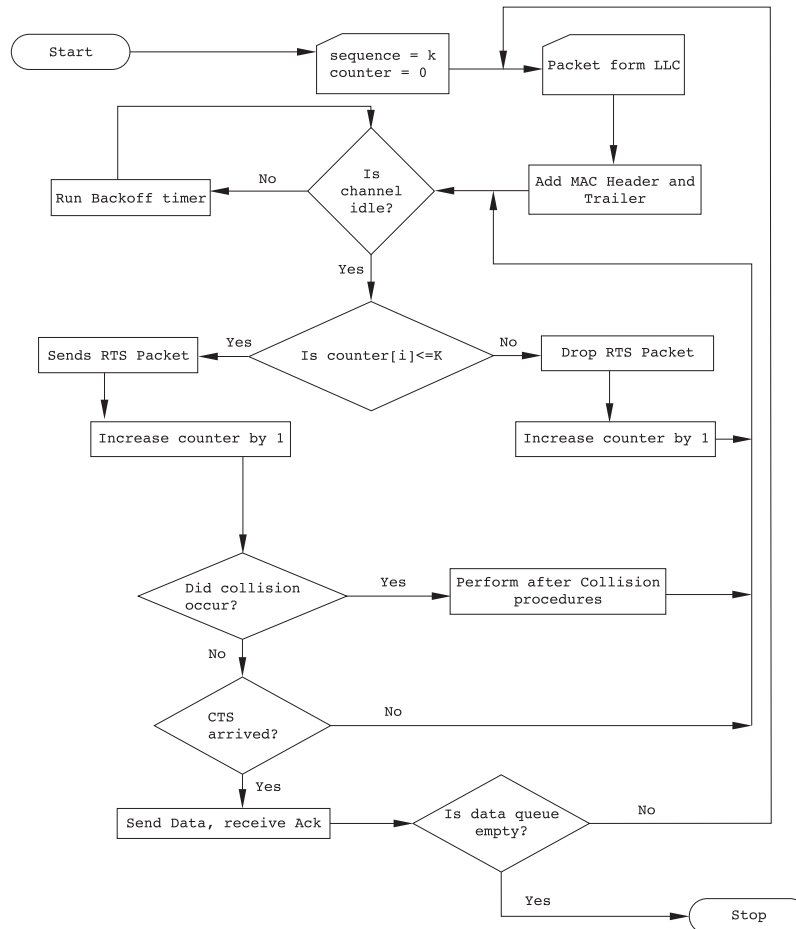 Start
sequence = k
counter = 0
Packet form LLC
Is
channel
idle?
No
Run Backoff timer
Add MAC Header and
Trailer
Yes
Is counter[i]<=K
Yes
Sends RTS Packet
No
Drop RTS Packet
Increase counter by 1
Increase counter by 1
Did collision
occur?
Yes
Perform after Collision
procedures
No
CTS
arrived?
No
Yes
Send Data, receive Ack
Is data queue
empty?
No
Yes
Stop